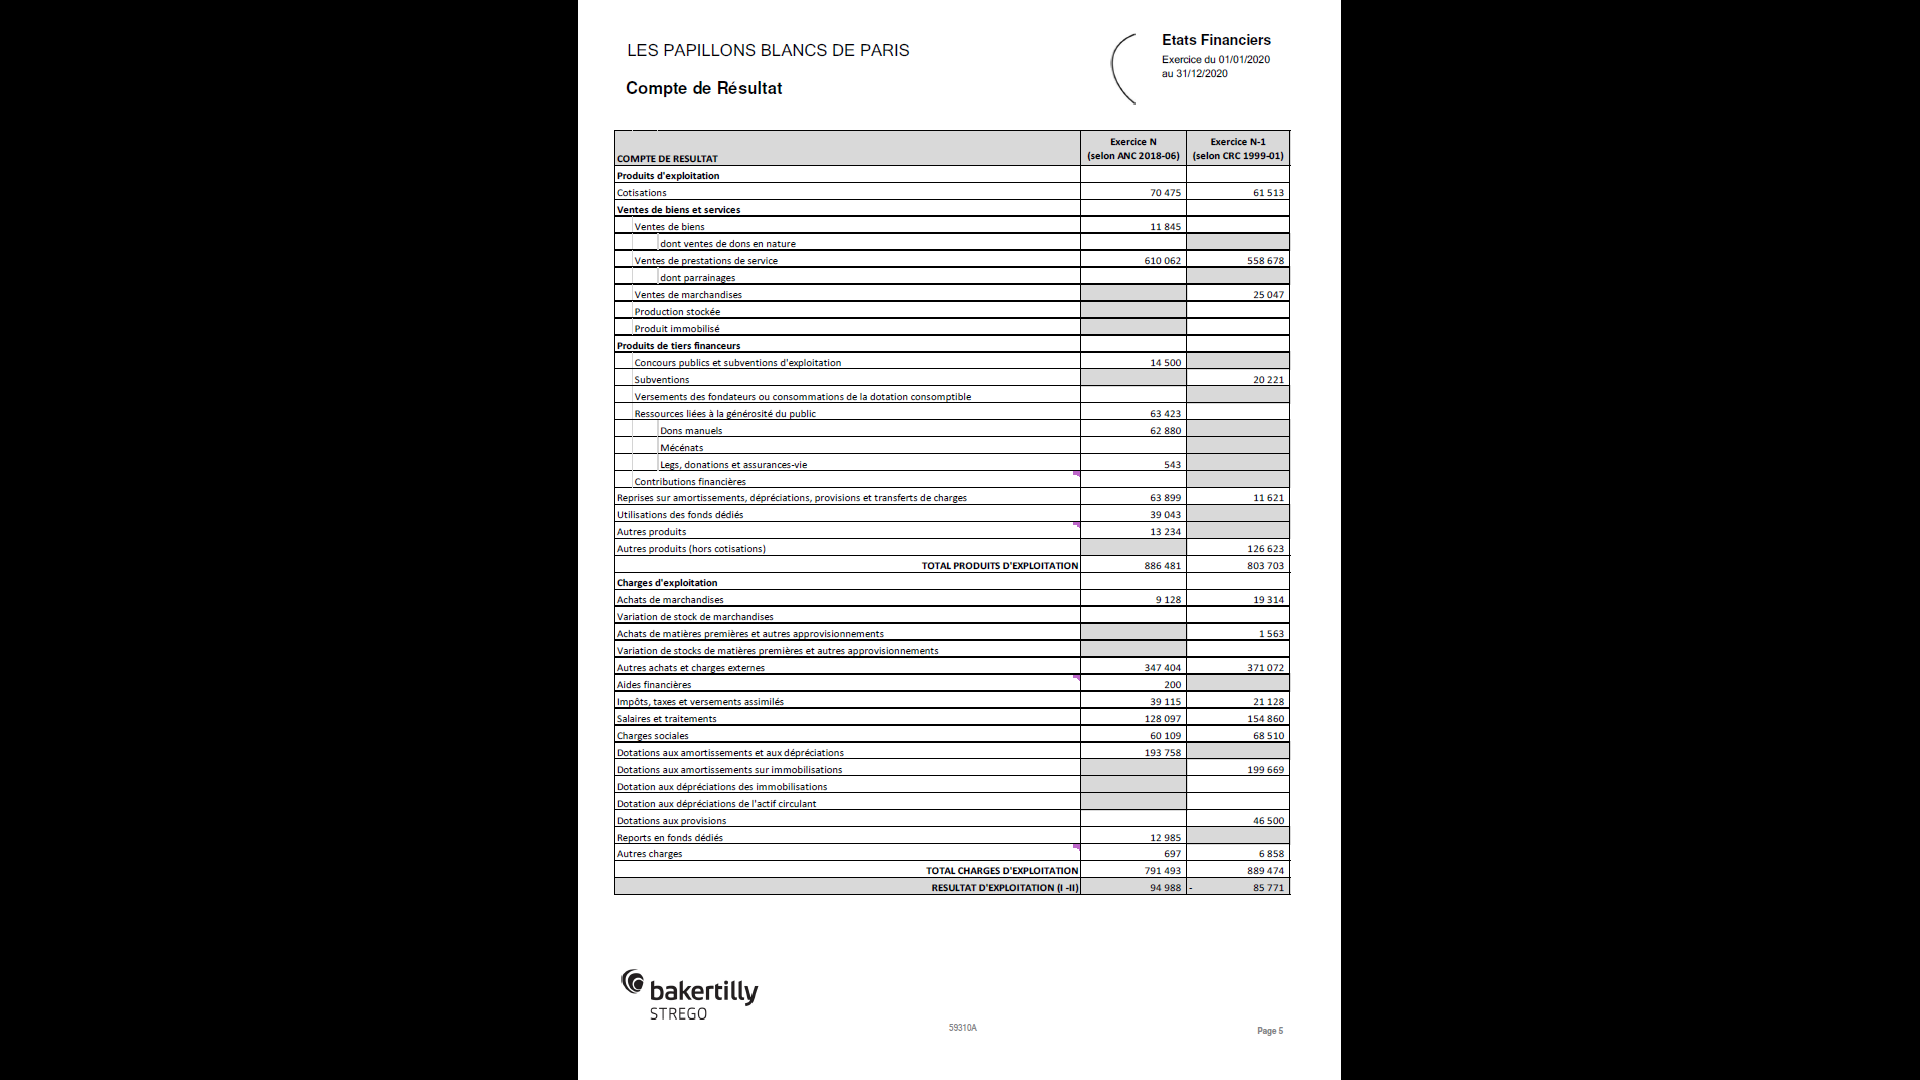 LES PAPILLONS BLANCS DE PARIS
Compte de Résultat
Etats Financiers
Exercice du 01/01/2020
au 31/12/2020
COMPTE DE RESULTAT Exercice N (selon ANC 2018-06) Exercice N-1 (selon CRC 1999-01)
Produits d'exploitation
Cotisations 70 475 61 513
Ventes de biens et services
Ventes de biens 11 845
dont ventes de dons en nature
Ventes de prestations de service 610 062 558 678
dont parrainages
Ventes de marchandises 25 047
Production stockée
Produit immobilisé
Produits de tiers financeurs
Concours publics et subventions d'exploitation 14 500
Subventions 20 221
Versements des fondateurs ou consommations de la dotation consomptible
Ressources liées à la générosité du public 63 423
Dons manuels 62 880
Mécénats
Legs, donations et assurances-vie 543
Contributions financières
Reprises sur amortissements, dépréciations, provisions et transferts de charges 63 899 11 621
Utilisations des fonds dédiés 39 043
Autres produits 13 234
Autres produits (hors cotisations) 126 623
TOTAL PRODUITS D'EXPLOITATION 886 481 803 703
Charges d'exploitation
Achats de marchandises 9 128 19 314
Variation de stock de marchandises
Achats de matières premières et autres approvisionnements 1 563
Variation de stocks de matières premières et autres approvisionnements
Autres achats et charges externes 347 404 371 072
Aides financières 200
Impôts, taxes et versements assimilés 39 115 21 128
Salaires et traitements 128 097 154 860
Charges sociales 60 109 68 510
Dotations aux amortissements et aux dépréciations 193 758
Dotations aux amortissements sur immobilisations 199 669
Dotation aux dépréciations des immobilisations
Dotation aux dépréciations de l'actif circulant
Dotations aux provisions 46 500
Reports en fonds dédiés 12 985
Autres charges 697 6 858
TOTAL CHARGES D'EXPLOITATION 791 493 889 474
RESULTAT D'EXPLOITATION (I -II) 94 988 - 85 771
bakertilly
STREGO
59310A
Page 5